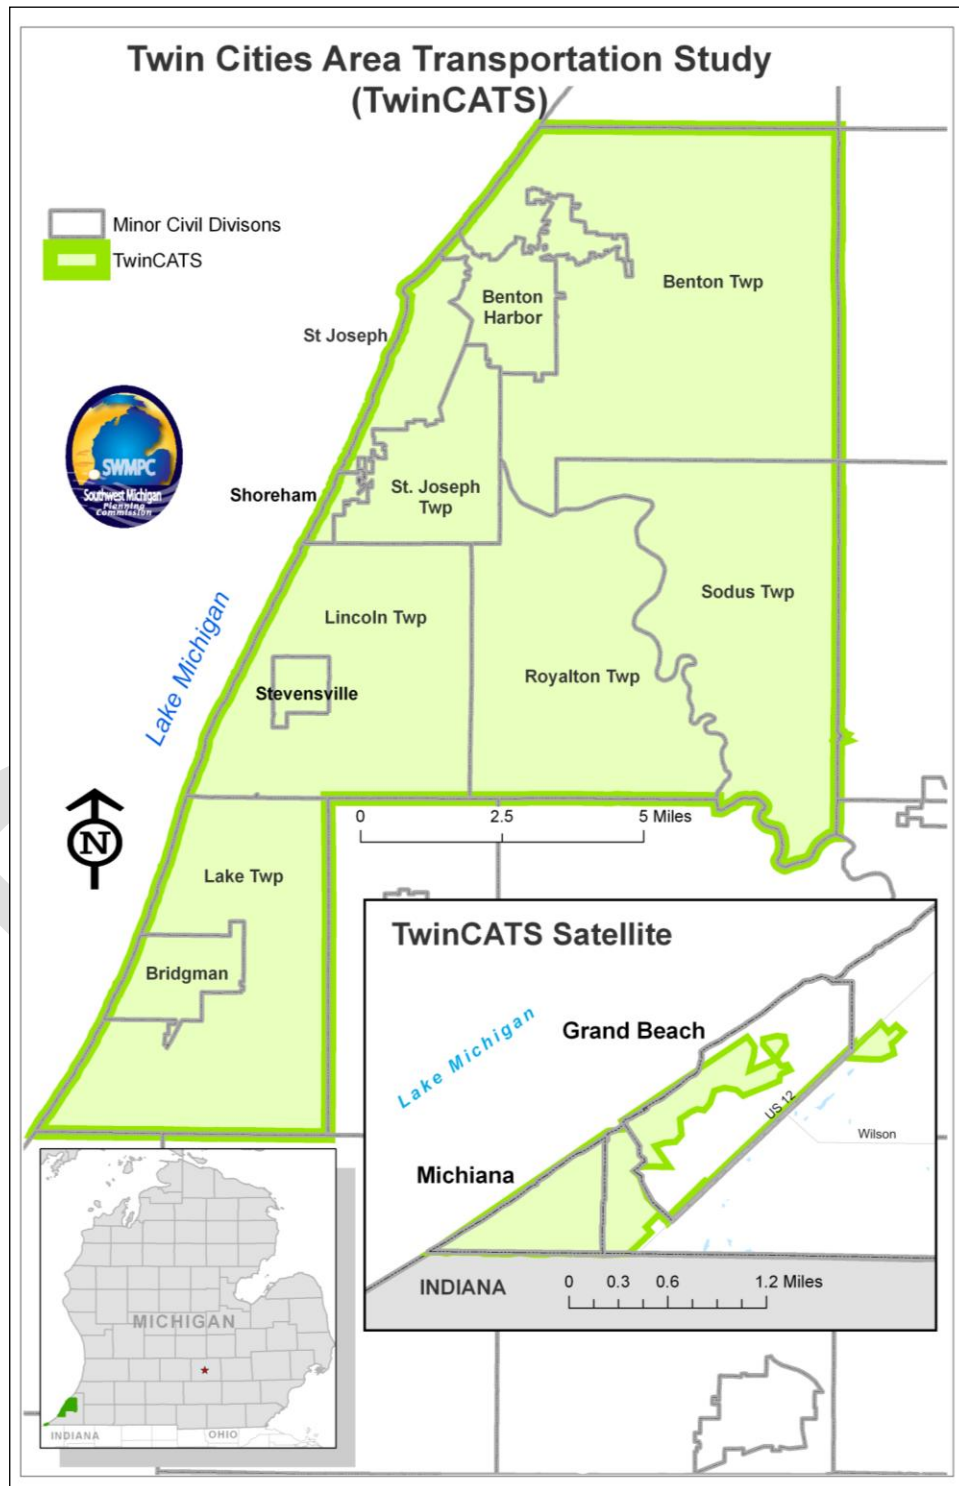 Twin Cities Area Transportation Study
(TwinCATS)
Minor Civil Divisons
TwinCATS
Benton Twp
Benton
Harbor
St Joseph
SWMPC
Southwest Michigan
Planning
Commission
Shoreham
St. Joseph
Twp
Sodus Twp
Lincoln Twp
Lake Michigan
Royalton Twp
Stevensville
N
0 2.5 5 Miles
Lake Twp
Bridgman
TwinCATS Satellite
Grand Beach
Lake Michigan
US 12
Wilson
Michiana
INDIANA
0 0.3 0.6 1.2 Miles
MICHIGAN
INDIANA
OHIO